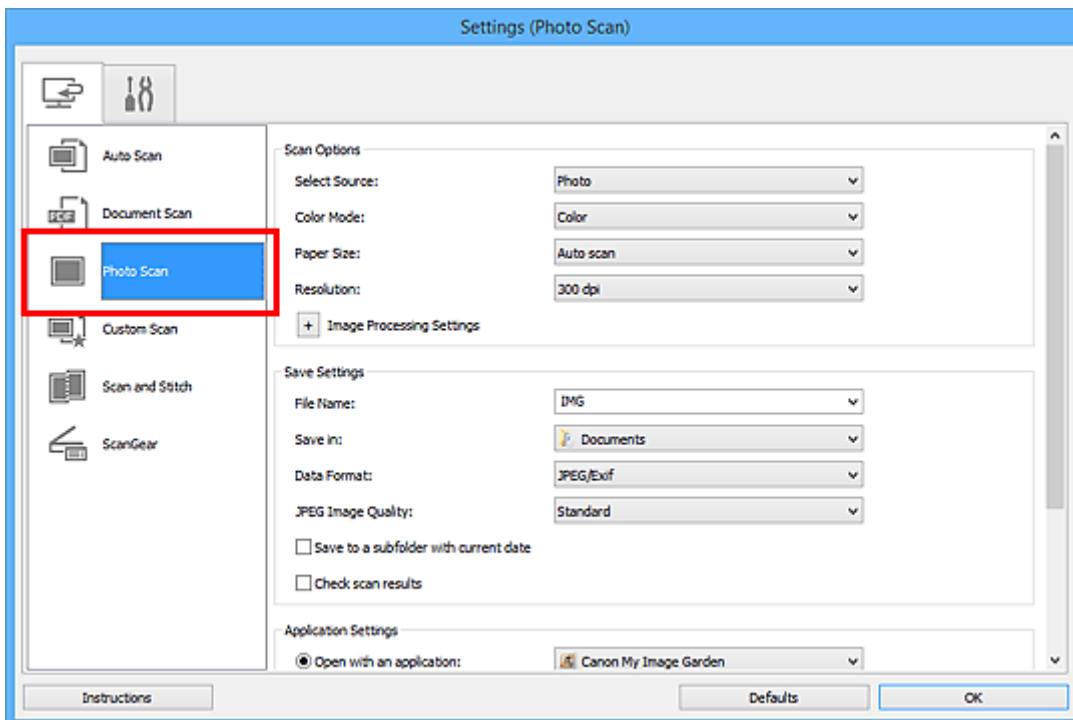 Settings (Photo Scan)
Auto Scan
PDF
Document Scan
Photo Scan
Custom Scan
Scan and Stitch
ScanGear
Scan Options
Select Source: Photo
Color Mode: Color
Paper Size: Auto scan
Resolution: 300 dpi
+ Image Processing Settings
Save Settings
File Name: IMG
Save in: Documents
Data Format: JPEG/Exif
JPEG Image Quality: Standard
Save to a subfolder with current date
Check scan results
Application Settings
Open with an application: Canon My Image Garden
Instructions Defaults OK